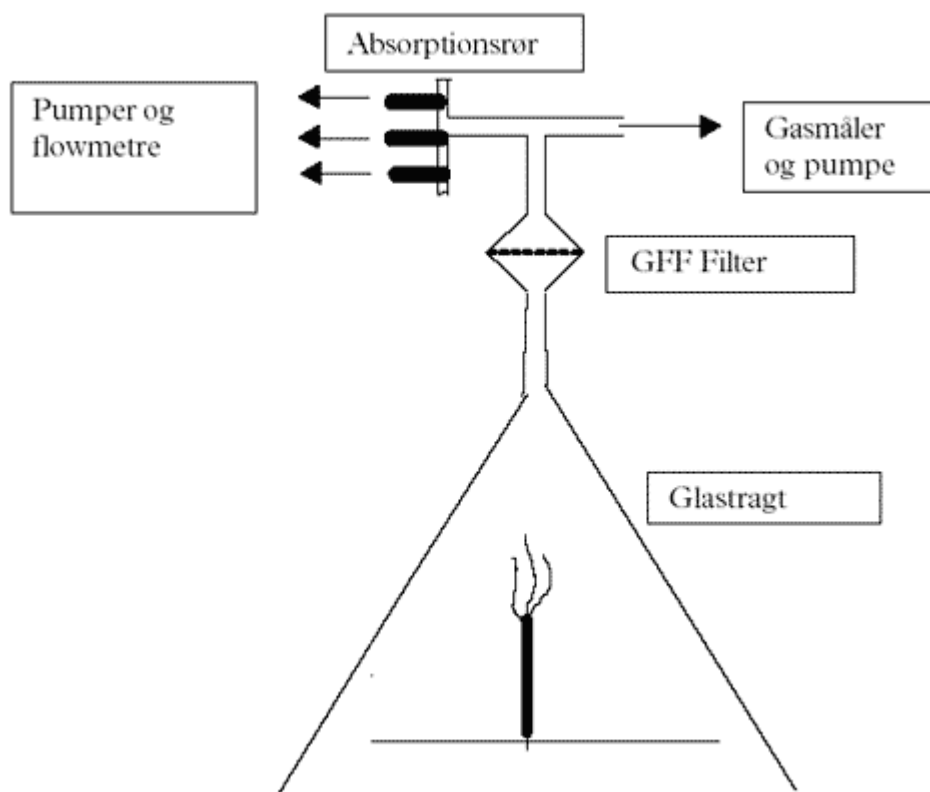 Absorptionsrør
Pumper og
flowmetre
Gasmåler
og pumpe
GFF Filter
Glastragt